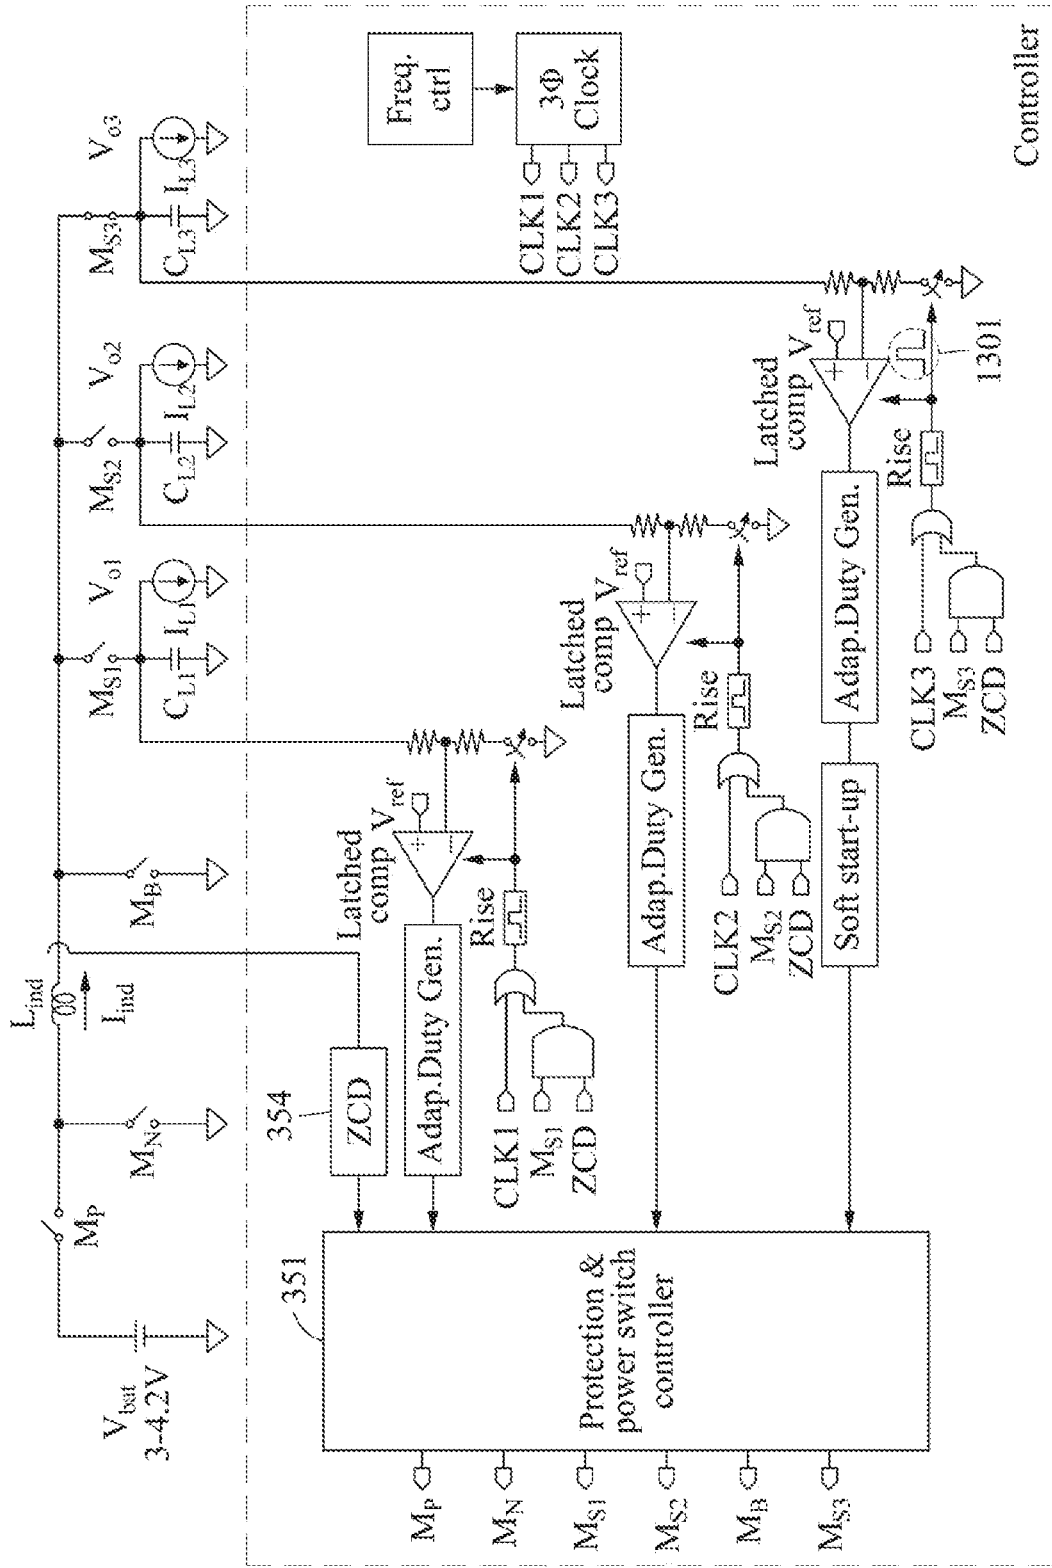 V_bat
3-4.2V
M_P
M_N
L_ind
I_ind
M_B
M_S1
V_o1
C_L1
I_L1
M_S2
V_o2
C_L2
I_L2
M_S3
V_o3
C_L3
I_L3
351
Protection &
power switch
controller
M_P
M_N
M_S1
M_S2
M_B
M_S3
354
ZCD
Adap.Duty Gen.
Latched
comp
V_ref
+
−
Rise
CLK1
M_S1
ZCD
Adap.Duty Gen.
Latched
comp
V_ref
+
−
Rise
CLK2
M_S2
ZCD
Soft start-up
Adap.Duty Gen.
Latched
comp
V_ref
+
−
Rise
CLK3
M_S3
ZCD
1301
Freq.
ctrl
3Φ
Clock
CLK1
CLK2
CLK3
Controller